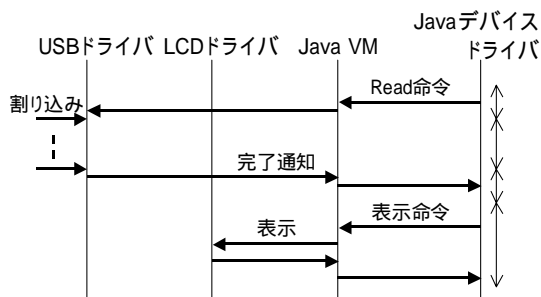 Javaデバイス
USBドライバ LCDドライバ Java VM ドライバ
Read命令
割り込み
完了通知
表示命令
表示